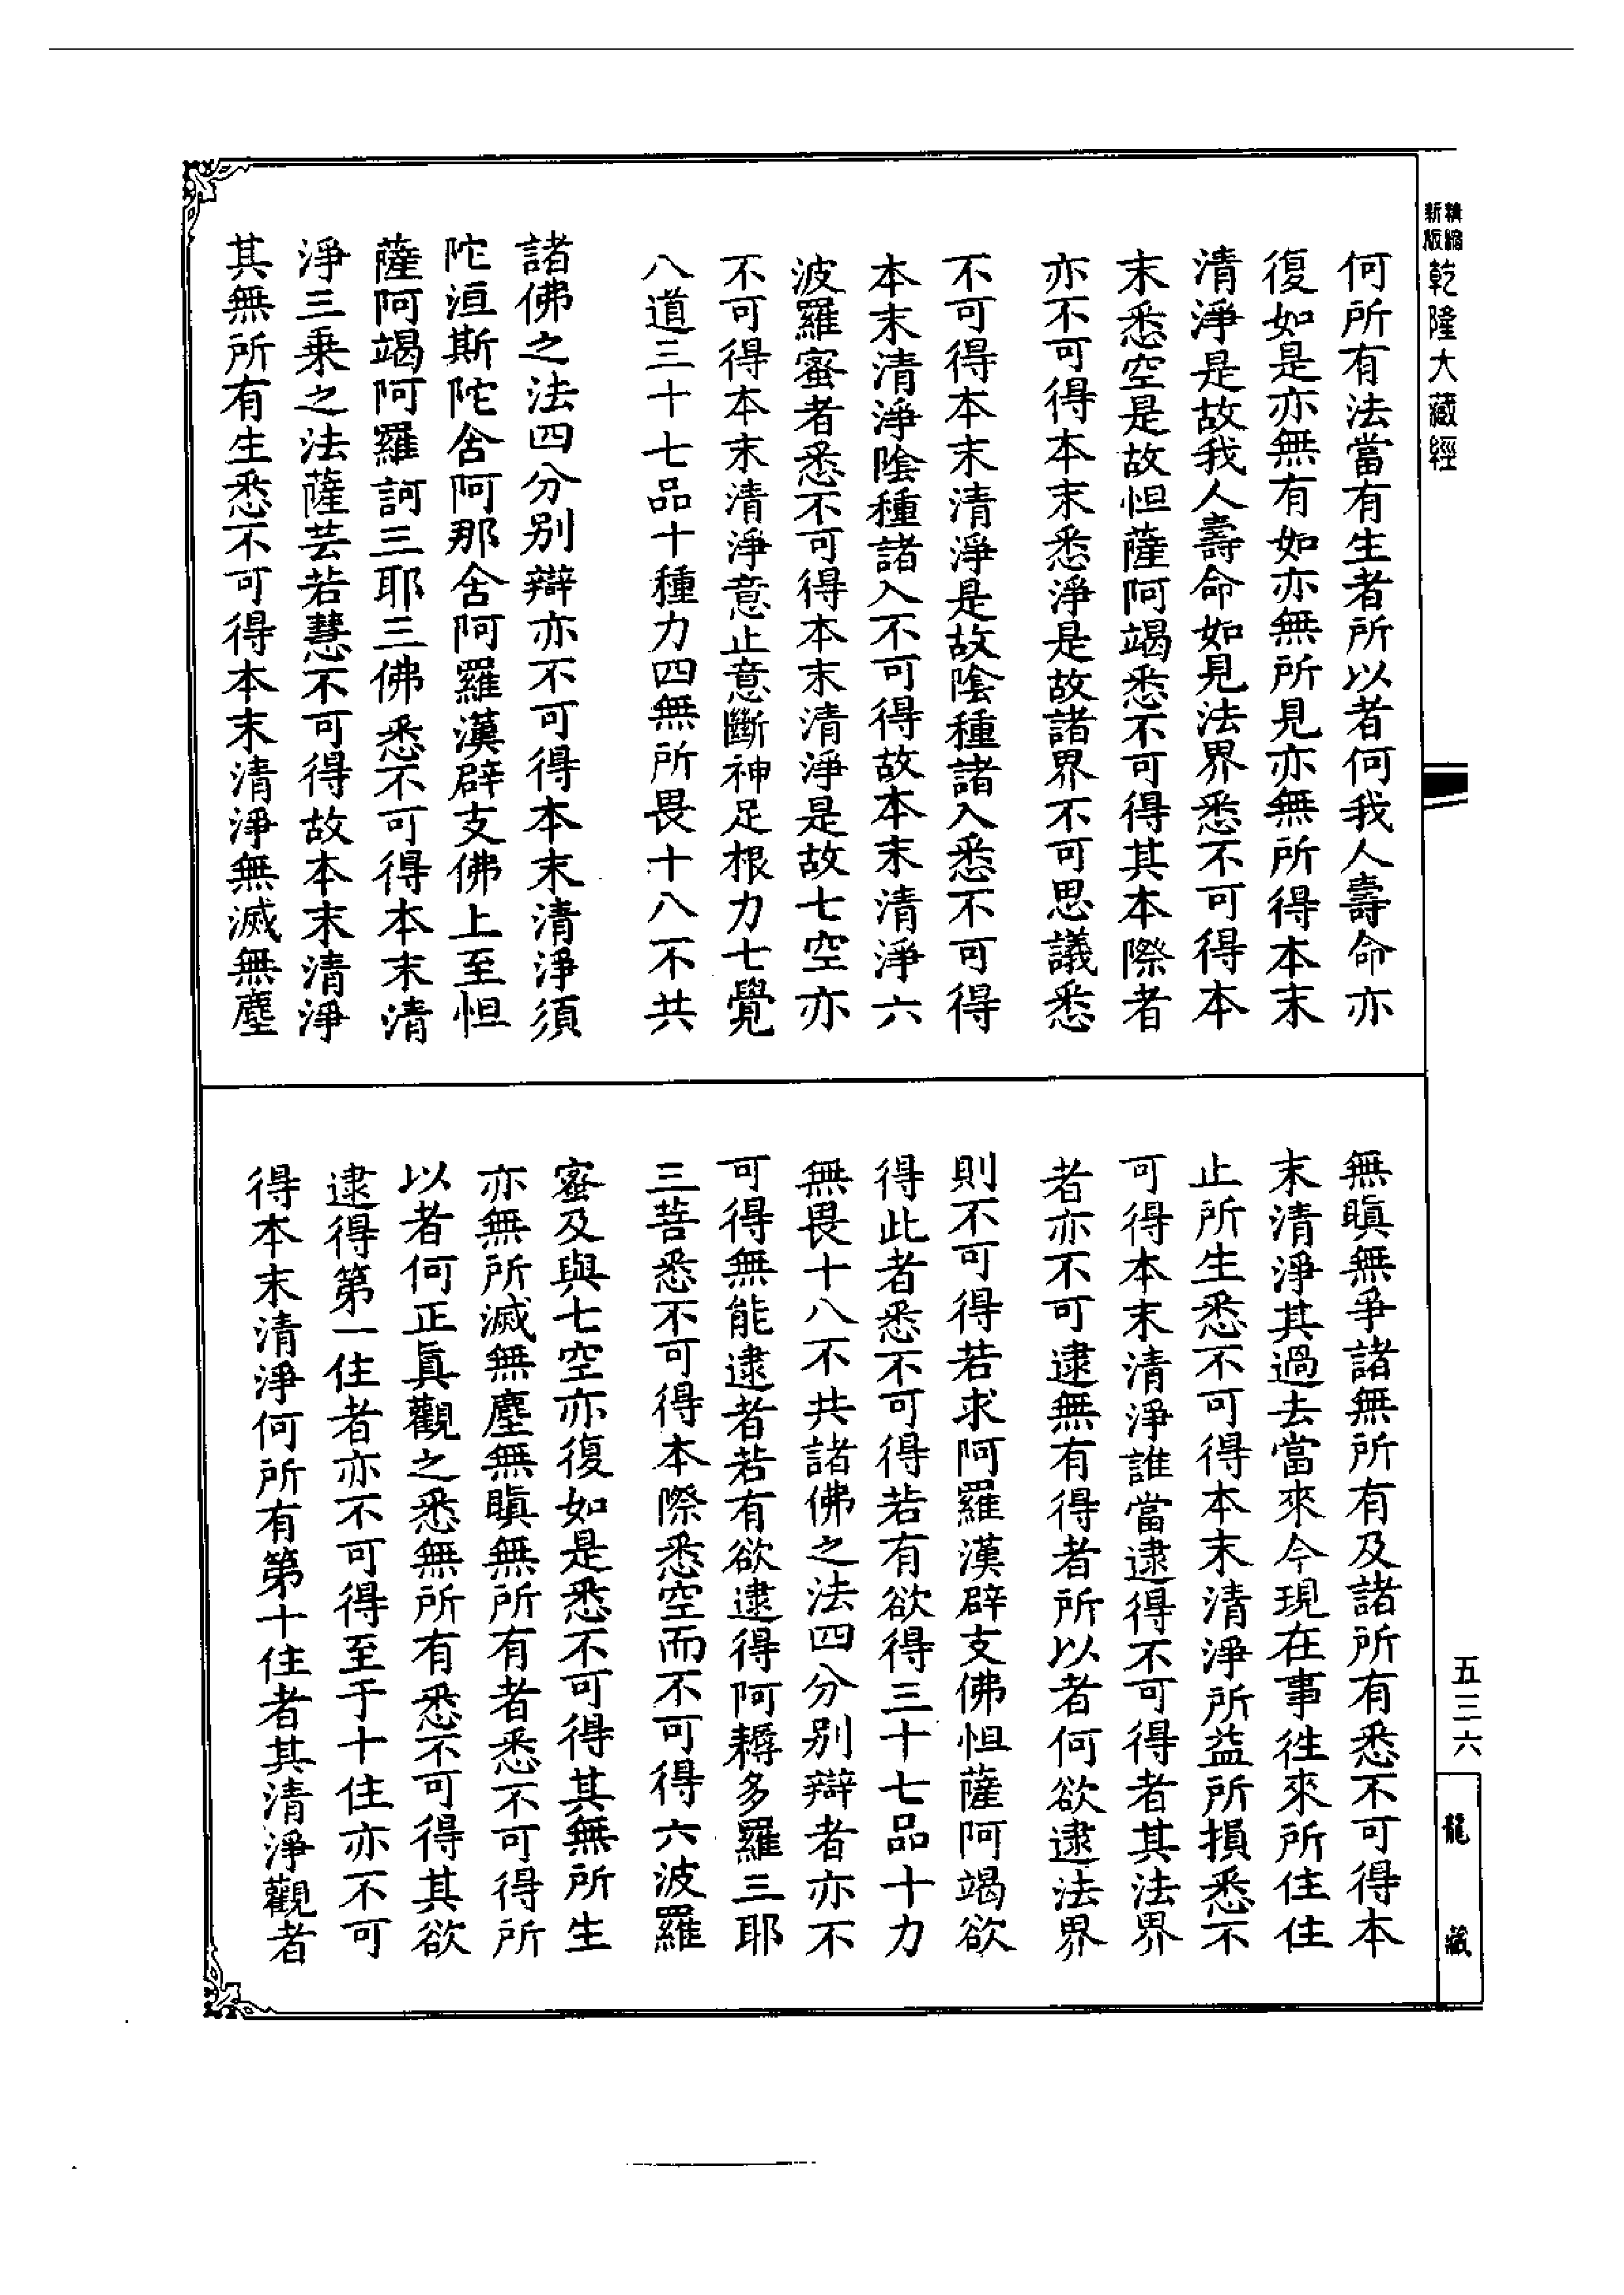 精縮新版乾隆大藏經
何所有法當有生者所以者何我人壽命亦
復如是亦無有如亦無所見亦無所得本末
清淨是故我人壽命如見法界悉不可得本
末悉空是故怛薩阿竭悉不可得其本際者
亦不可得本末悉淨是故諸界不可思議悉
不可得本末清淨是故陰種諸入悉不可得
本末清淨陰種諸入不可得故本末清淨六
波羅蜜者悉不可得本末清淨是故七空亦
不可得本末清淨意止意斷神足根力七覺
八道三十七品十種力四無所畏十八不共
諸佛之法四分别辯亦不可得本末清淨須
陀洹斯陀含阿那含阿羅漢辟支佛上至怛
薩阿竭阿羅訶三耶三佛悉不可得本末清
淨三乗之法薩芸若慧不可得故本末清淨
其無所有生悉不可得本末清淨無滅無塵
無瞋無爭諸無所有及諸所有悉不可得本
末清淨其過去當來今現在事徃來所住住
止所生悉不可得本末清淨所益所損悉不
可得本末清淨誰當逮得不可得者其法界
者亦不可逮無有得者所以者何欲逮法界
則不可得若求阿羅漢辟支佛怛薩阿竭欲
得此者悉不可得若有欲得三十七品十力
無畏十八不共諸佛之法四分别辯者亦不
可得無能逮者若有欲逮得阿耨多羅三耶
三菩悉不可得本際悉空而不可得六波羅
蜜及與七空亦復如是悉不可得其無所生
亦無所滅無塵無瞋無所有者悉不可得所
以者何正真觀之悉無所有悉不可得其欲
逮得第一住者亦不可得至于十住亦不可
得本末清淨何所有第十住者其清淨觀者
五三六
龍藏